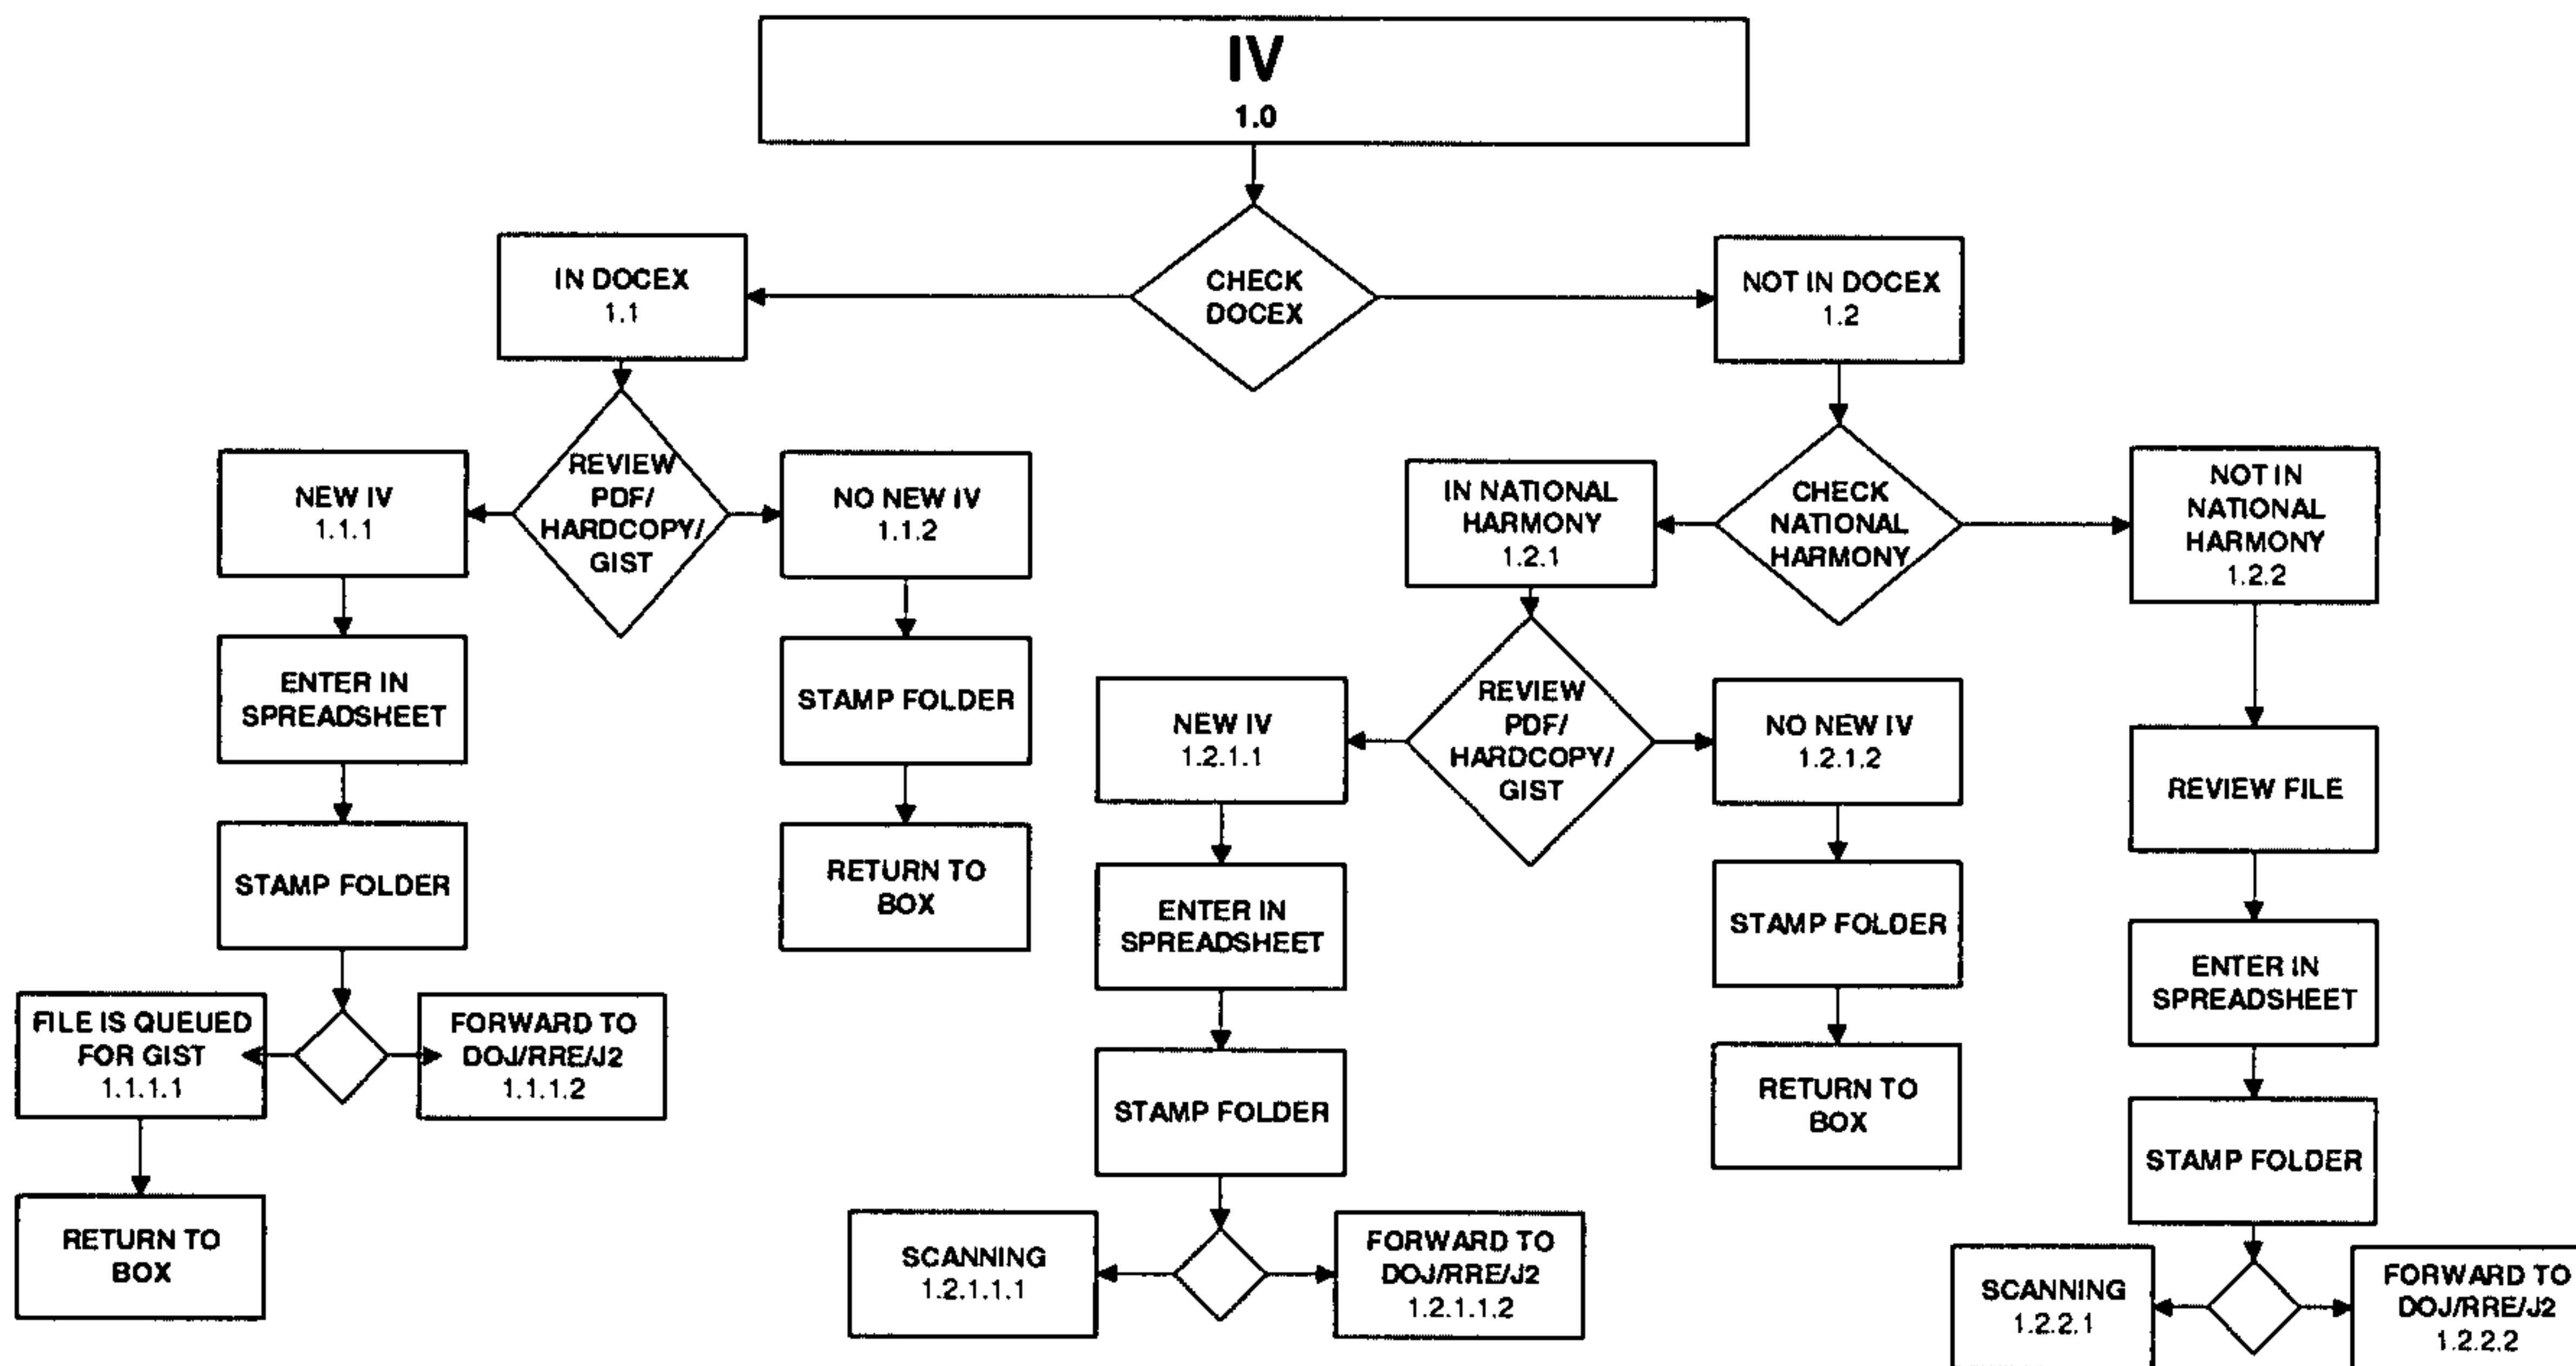 IV
1.0
CHECK
DOCEX
IN DOCEX
1.1
NOT IN DOCEX
1.2
REVIEW
PDF/
HARDCOPY/
GIST
NEW IV
1.1.1
NO NEW IV
1.1.2
ENTER IN
SPREADSHEET
STAMP FOLDER
STAMP FOLDER
RETURN TO
BOX
FILE IS QUEUED
FOR GIST
1.1.1.1
FORWARD TO
DOJ/RRE/J2
1.1.1.2
RETURN TO
BOX
CHECK
NATIONAL
HARMONY
IN NATIONAL
HARMONY
1.2.1
NOT IN
NATIONAL
HARMONY
1.2.2
REVIEW
PDF/
HARDCOPY/
GIST
NEW IV
1.2.1.1
NO NEW IV
1.2.1.2
ENTER IN
SPREADSHEET
STAMP FOLDER
SCANNING
1.2.1.1.1
FORWARD TO
DOJ/RRE/J2
1.2.1.1.2
STAMP FOLDER
RETURN TO
BOX
REVIEW FILE
ENTER IN
SPREADSHEET
STAMP FOLDER
SCANNING
1.2.2.1
FORWARD TO
DOJ/RRE/J2
1.2.2.2